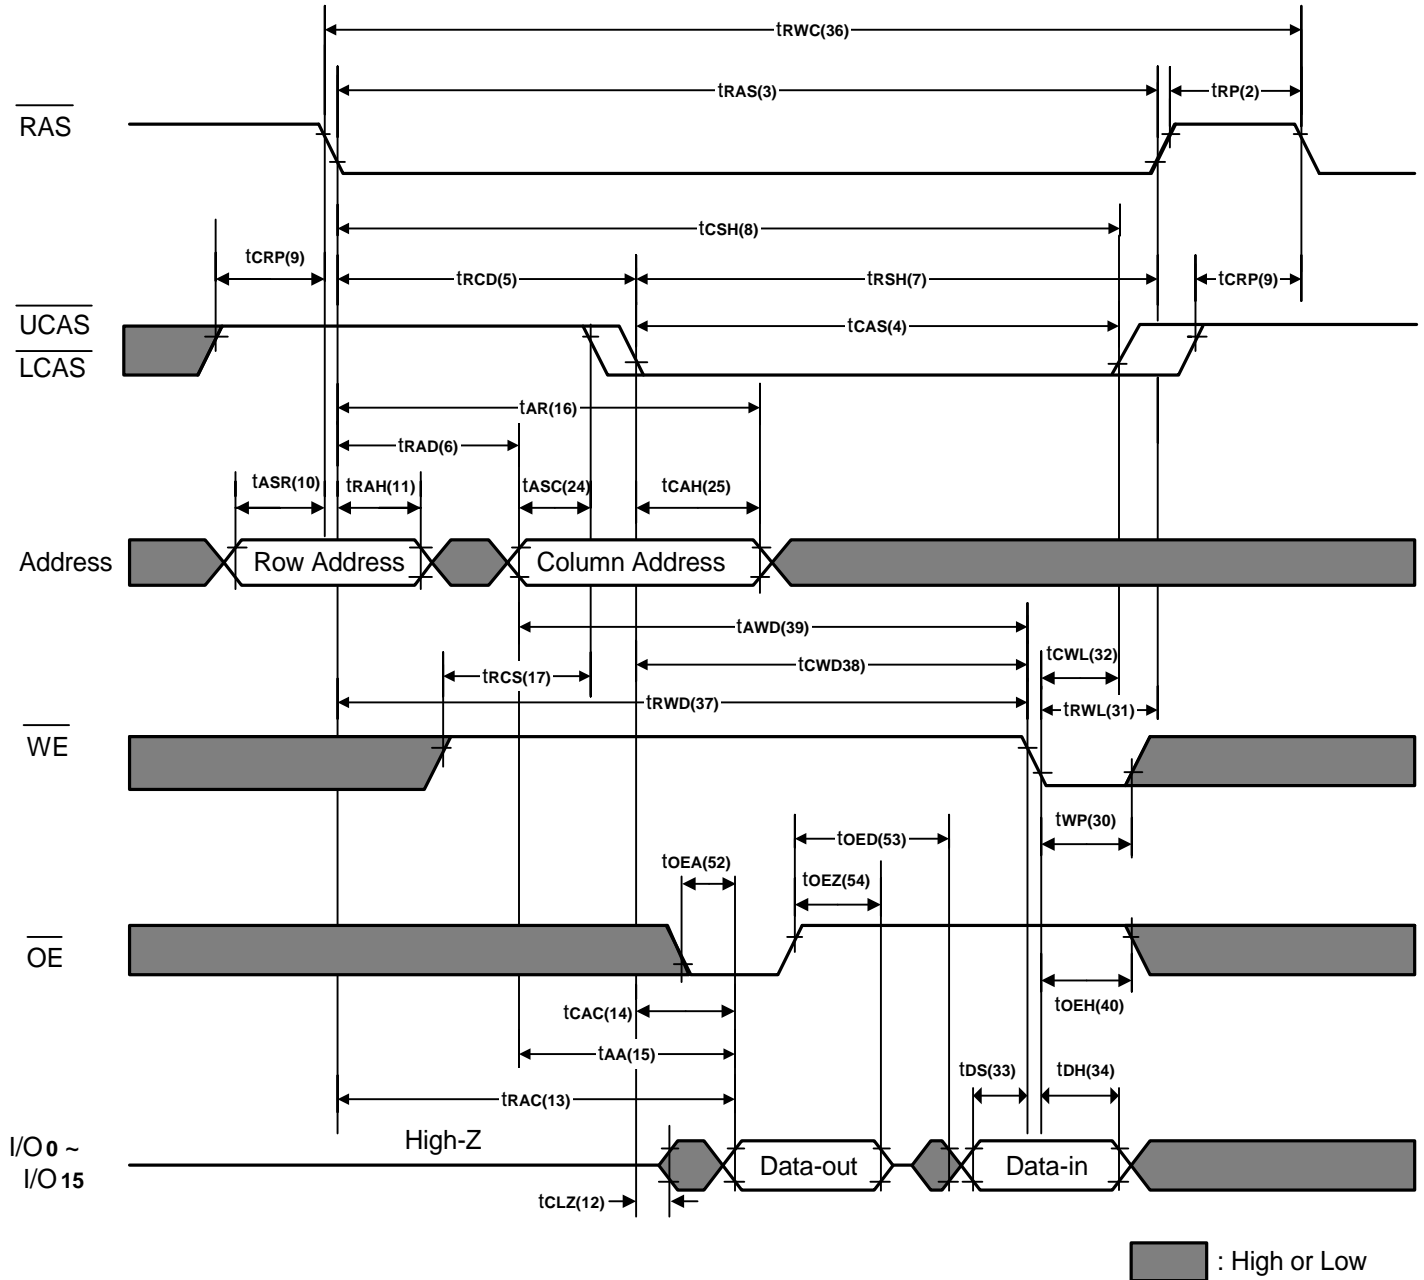 tRWC(36)
tRAS(3)
tRP(2)
RAS
tCSH(8)
tCRP(9)
tRCD(5)
tRSH(7)
tCRP(9)
UCAS
tCAS(4)
LCAS
tAR(16)
tRAD(6)
tASR(10)
tRAH(11)
tASC(24)
tCAH(25)
Address
Row Address
Column Address
tAWD(39)
tCWL(32)
tCWD38)
tRCS(17)
tRWD(37)
tRWL(31)
WE
tWP(30)
tOED(53)
tOEA(52)
tOEZ(54)
OE
tOEH(40)
tCAC(14)
tAA(15)
tDS(33)
tDH(34)
tRAC(13)
High-Z
I/O0 ~
I/O15
Data-out
Data-in
tCLZ(12)
: High or Low